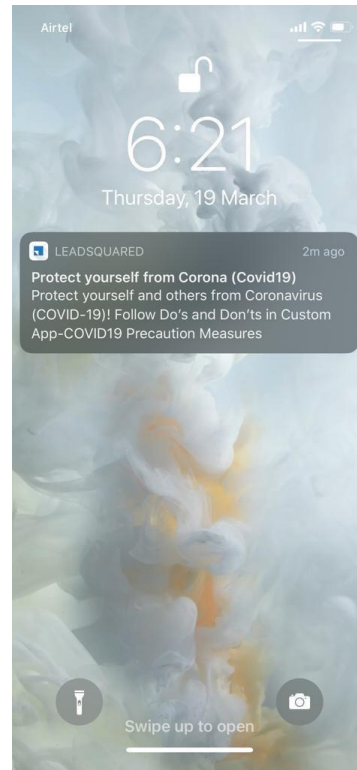 Airtel
6:21
Thursday, 19 March
LEADSQUARED 2m ago
Protect yourself from Corona (Covid19)
Protect yourself and others from Coronavirus
(COVID-19)! Follow Do's and Don'ts in Custom
App-COVID19 Precaution Measures
Swipe up to open